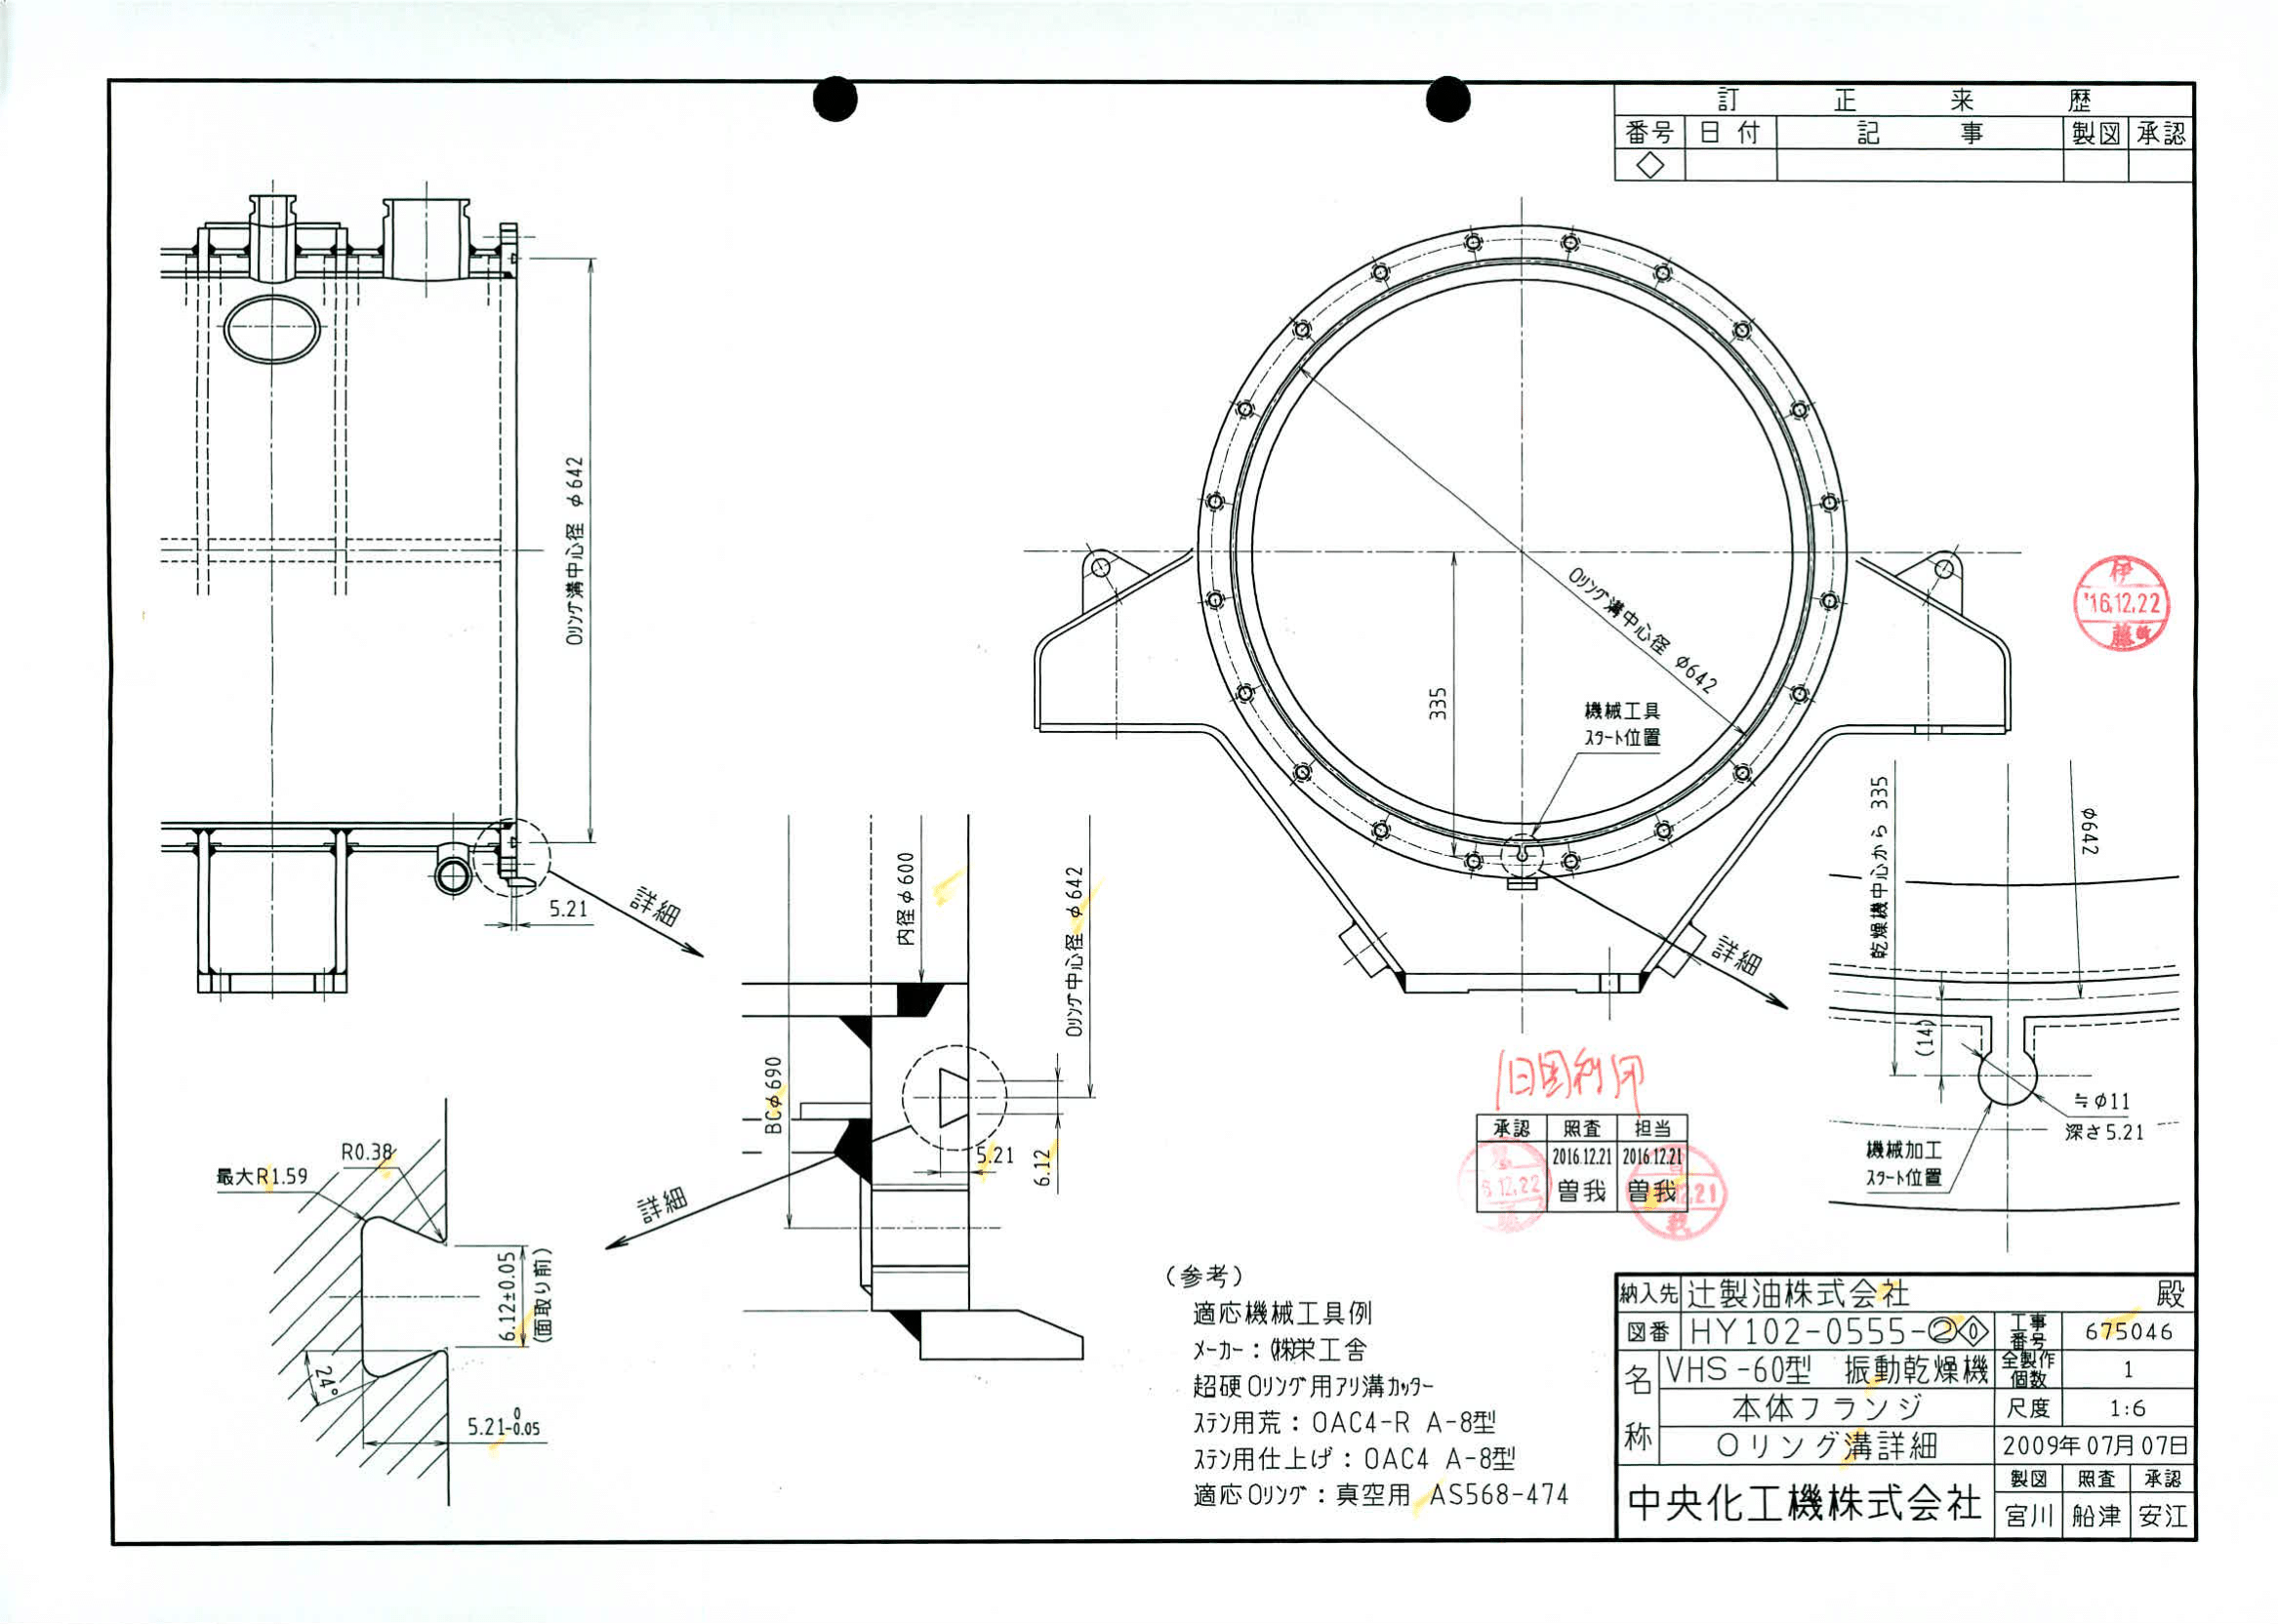 訂正来歴
番号 日付 記事 製図 承認
Oリング溝中心径 φ642
5.21
詳細
Oリング溝中心径 φ642
335
機械工具
スタート位置
詳細
伊
'16.12.22
藤
乾燥機中心から 335
φ642
(14)
≒φ11
深さ5.21
機械加工
スタート位置
内径φ600
Oリング中心径 φ642
BCφ690
5.21
6.12
詳細
最大R1.59
R0.38
6.12±0.05
(面取り前)
24°
5.21 0 -0.05
旧図利用
承認 照査 担当
2016.12.21 2016.12.21
曽我 曽我
(参考)
適応機械工具例
メーカー:㈱栄工舎
超硬Oリング用アリ溝カッター
ステン用荒:OAC4-R A-8型
ステン用仕上げ:OAC4 A-8型
適応Oリング:真空用 AS568-474
納入先 辻製油株式会社 殿
図番 HY102-0555-②◇0 工事番号 675046
名称 VHS-60型 振動乾燥機 全製作個数 1
本体フランジ 尺度 1:6
Oリング溝詳細 2009年07月07日
中央化工機株式会社 製図 照査 承認
宮川 船津 安江